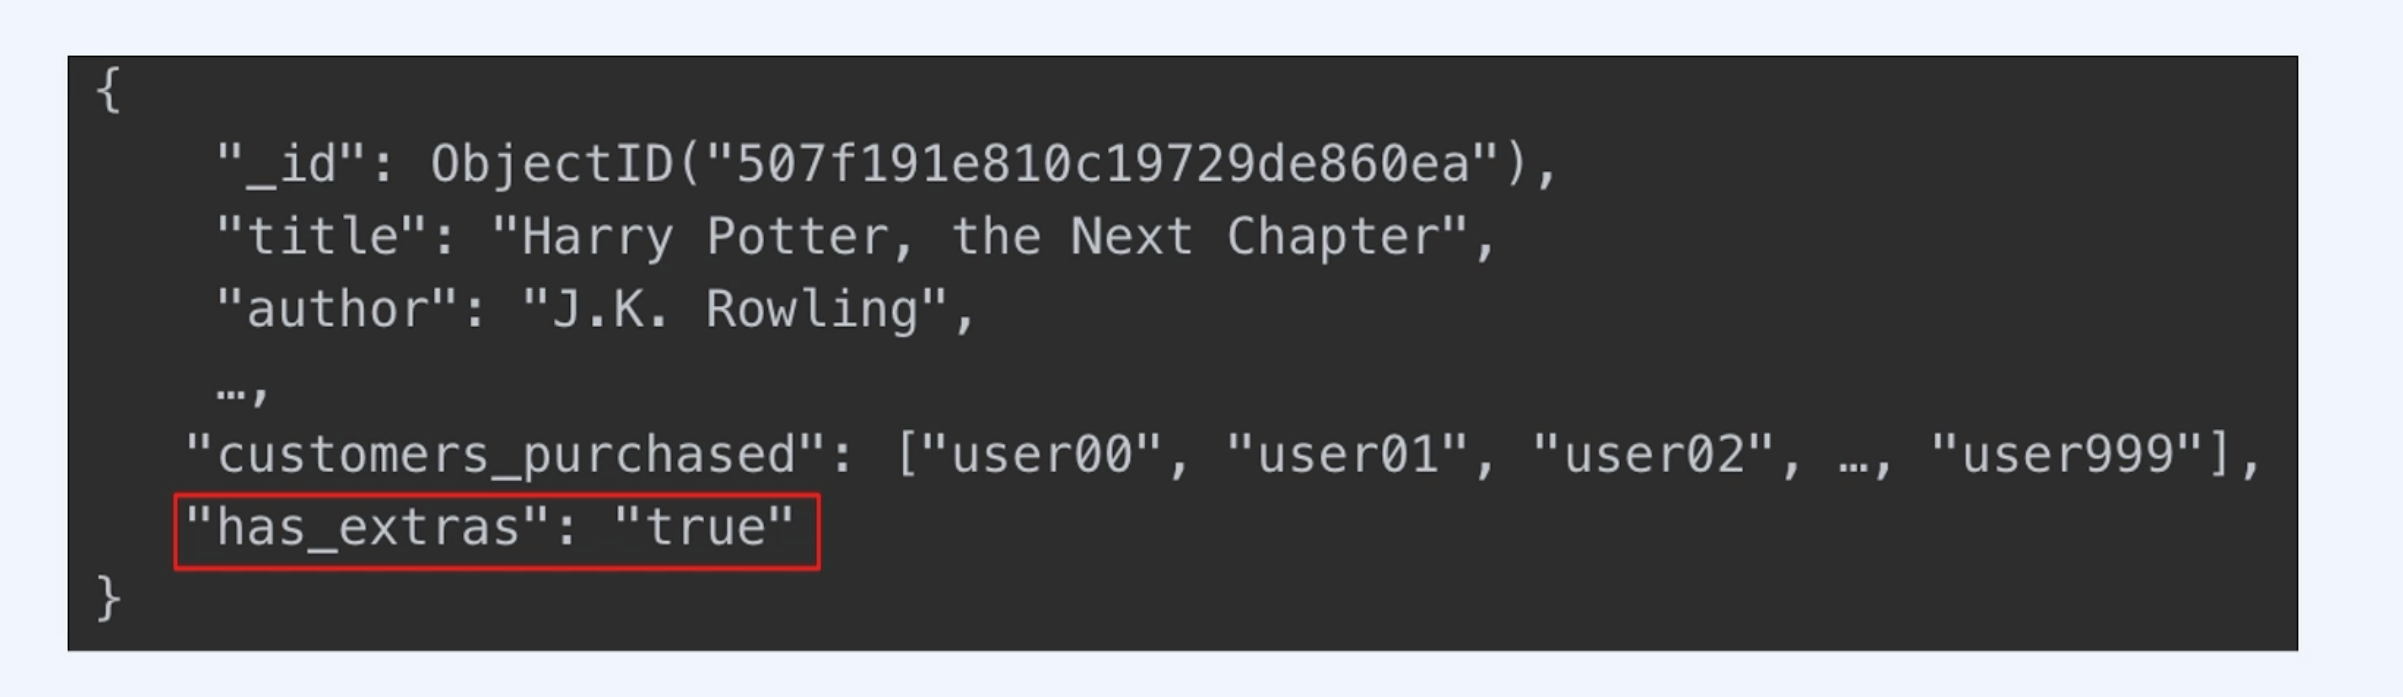 {
"_id": ObjectID("507f191e810c19729de860ea"),
"title": "Harry Potter, the Next Chapter",
"author": "J.K. Rowling",
…,
"customers_purchased": ["user00", "user01", "user02", …, "user999"],
"has_extras": "true"
}